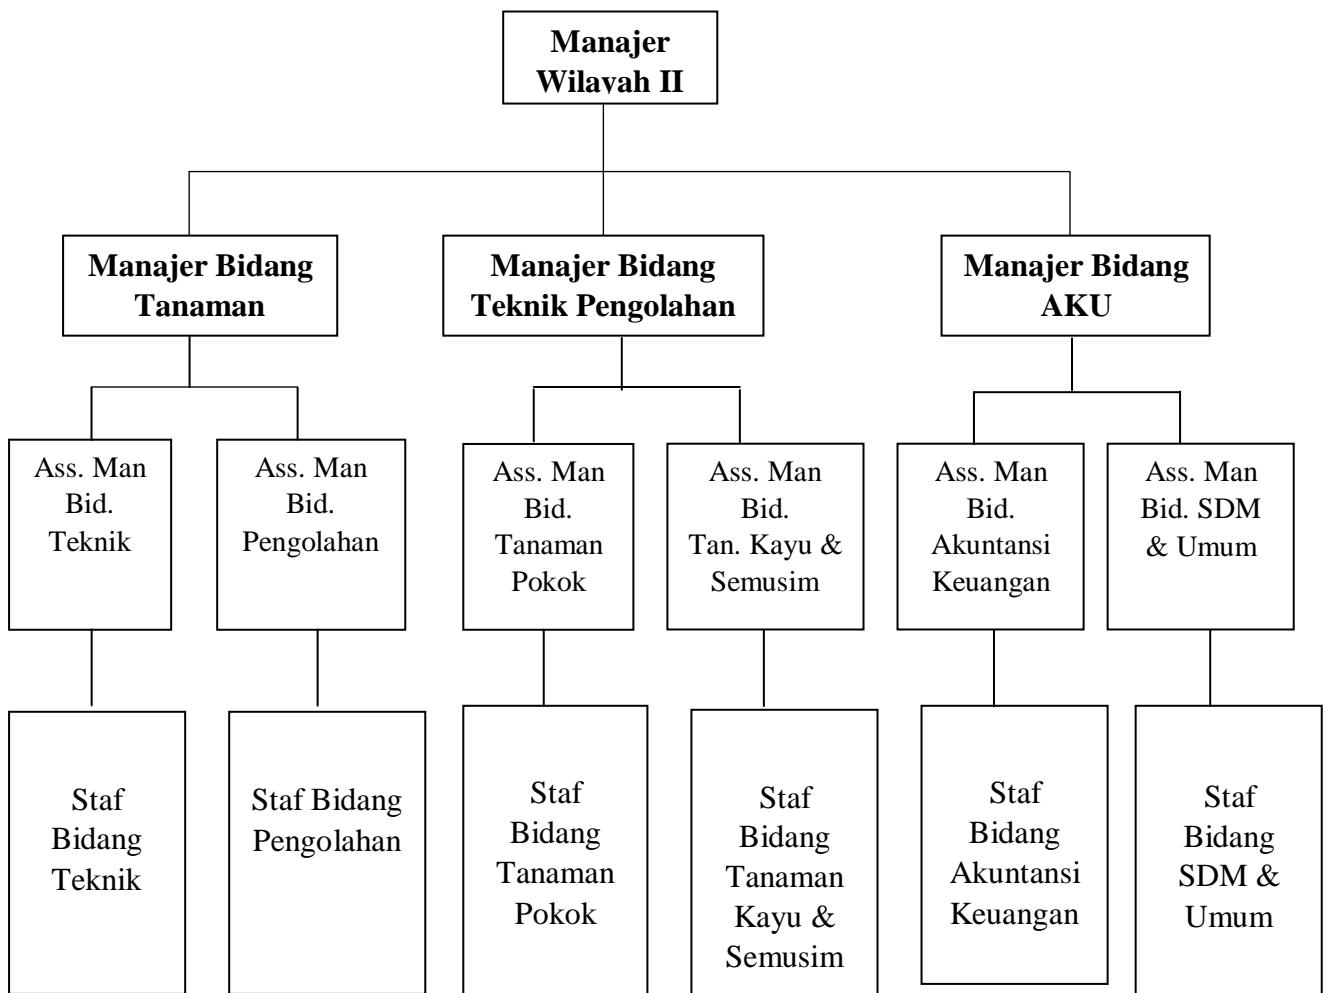 Manajer
Wilayah II
Manajer Bidang
Tanaman
Manajer Bidang
Teknik Pengolahan
Manajer Bidang
AKU
Ass. Man
Bid.
Teknik
Ass. Man
Bid.
Pengolahan
Ass. Man
Bid.
Tanaman
Pokok
Ass. Man
Bid.
Tan. Kayu &
Semusim
Ass. Man
Bid.
Akuntansi
Keuangan
Ass. Man
Bid. SDM
& Umum
Staf
Bidang
Teknik
Staf Bidang
Pengolahan
Staf
Bidang
Tanaman
Pokok
Staf
Bidang
Tanaman
Kayu &
Semusim
Staf
Bidang
Akuntansi
Keuangan
Staf
Bidang
SDM &
Umum